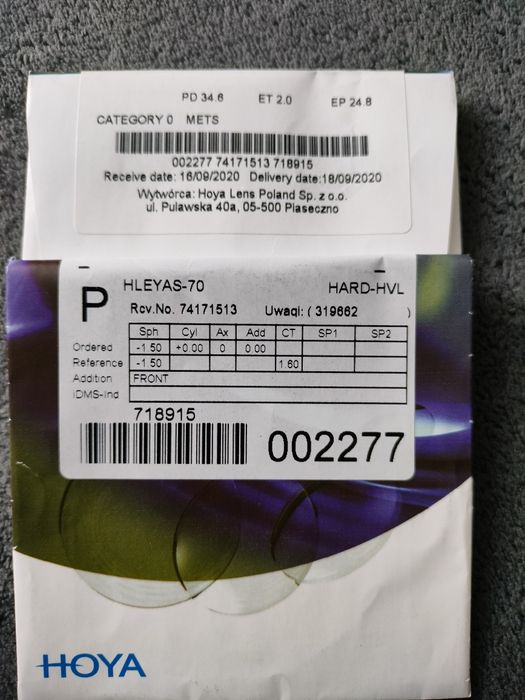 PD 34.6 ET 2.0 EP 24.8
CATEGORY 0 METS
002277 74171513 718915
Receive date: 16/09/2020 Delivery date:18/09/2020
Wytwórca: Hoya Lens Poland Sp. z o.o.
ul. Puławska 40a, 05-500 Piaseczno
P HLEYAS-70 HARD-HVL
Rcv.No. 74171513 Uwagi: ( 319662 )
Sph Cyl Ax Add CT SP1 SP2
Ordered -1.50 +0.00 0 0.00
Reference -1.50 1.60
Addition FRONT
iDMS-ind
718915
002277
HOYA